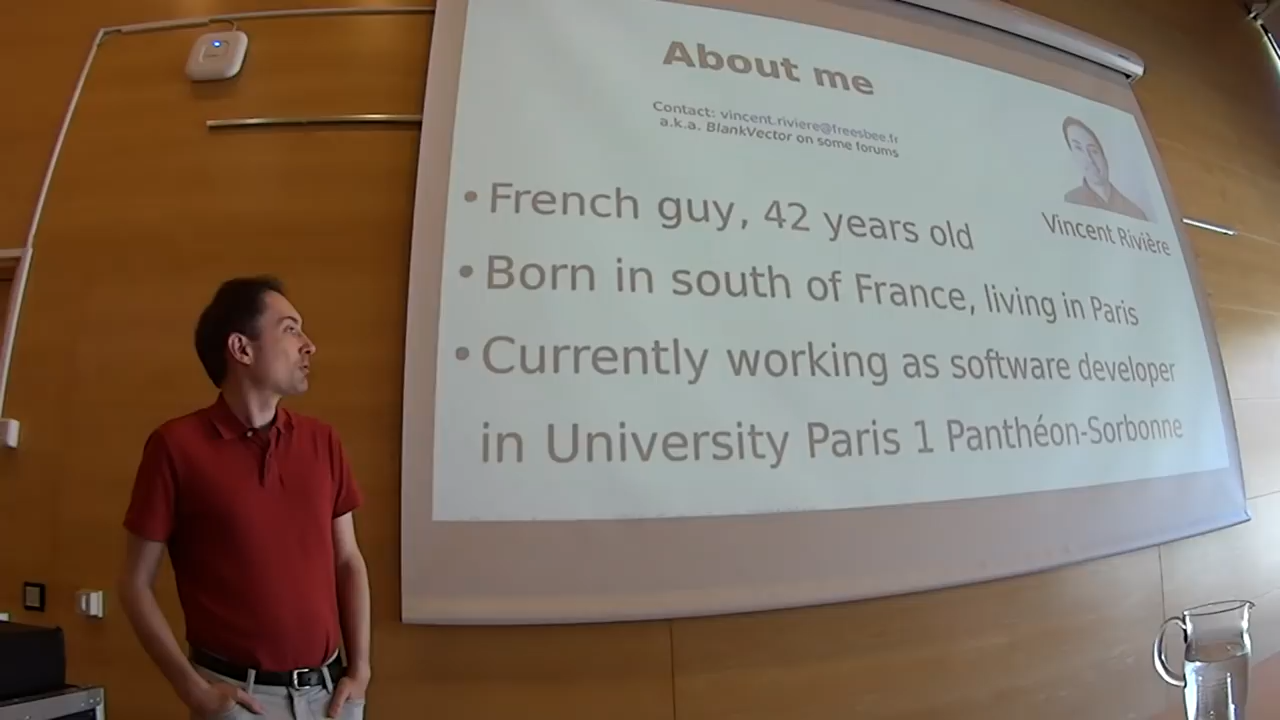 About me
Contact: vincent.riviere@freesbee.fr
a.k.a. BlankVector on some forums
Vincent Rivière
• French guy, 42 years old
• Born in south of France, living in Paris
• Currently working as software developer
in University Paris 1 Panthéon-Sorbonne